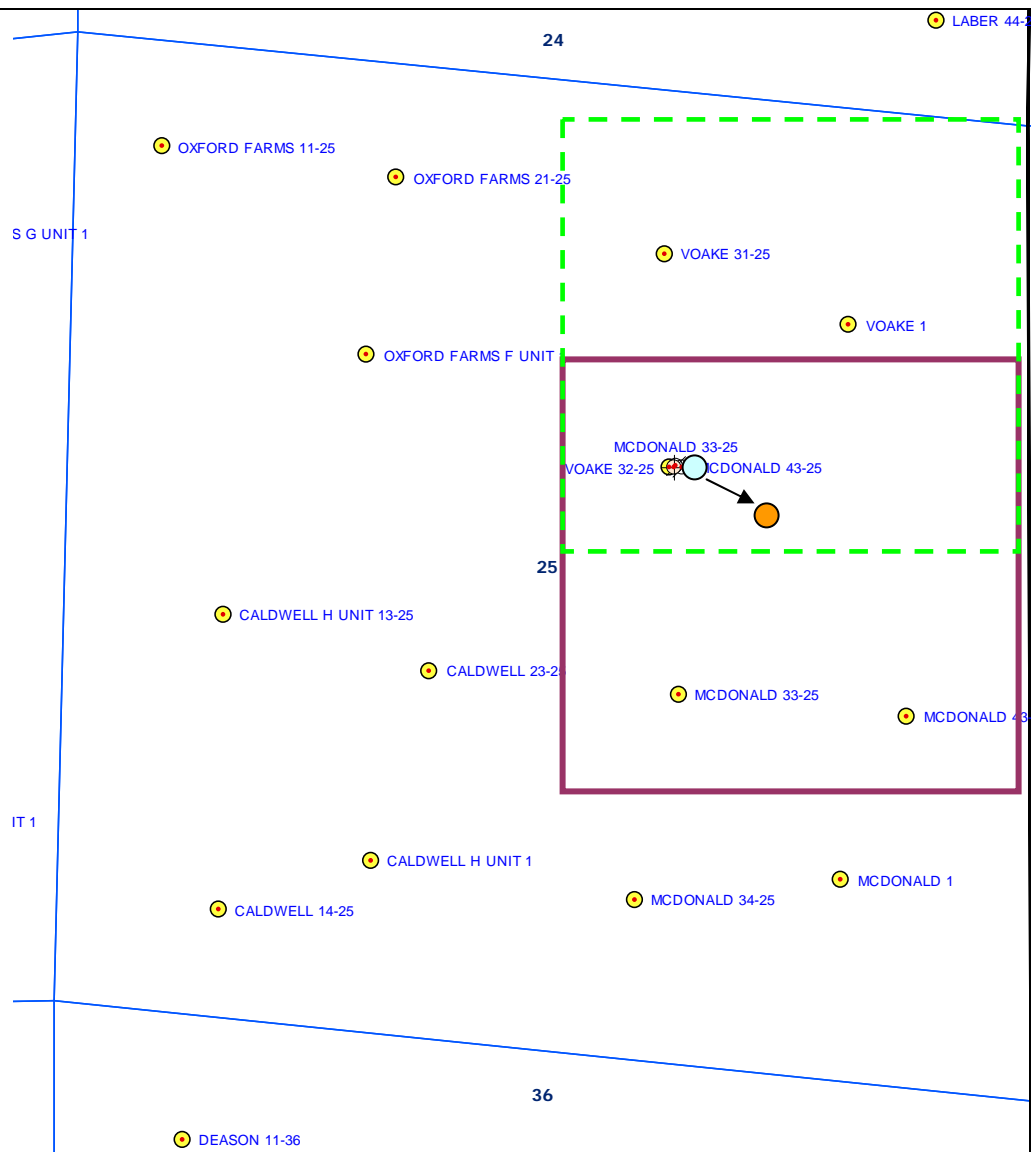 24
LABER 44-2
OXFORD FARMS 11-25
OXFORD FARMS 21-25
S G UNIT 1
VOAKE 31-25
VOAKE 1
OXFORD FARMS F UNIT
MCDONALD 33-25
VOAKE 32-25
MCDONALD 43-25
25
CALDWELL H UNIT 13-25
CALDWELL 23-25
MCDONALD 33-25
MCDONALD 43-
IT 1
CALDWELL H UNIT 1
MCDONALD 1
MCDONALD 34-25
CALDWELL 14-25
36
DEASON 11-36